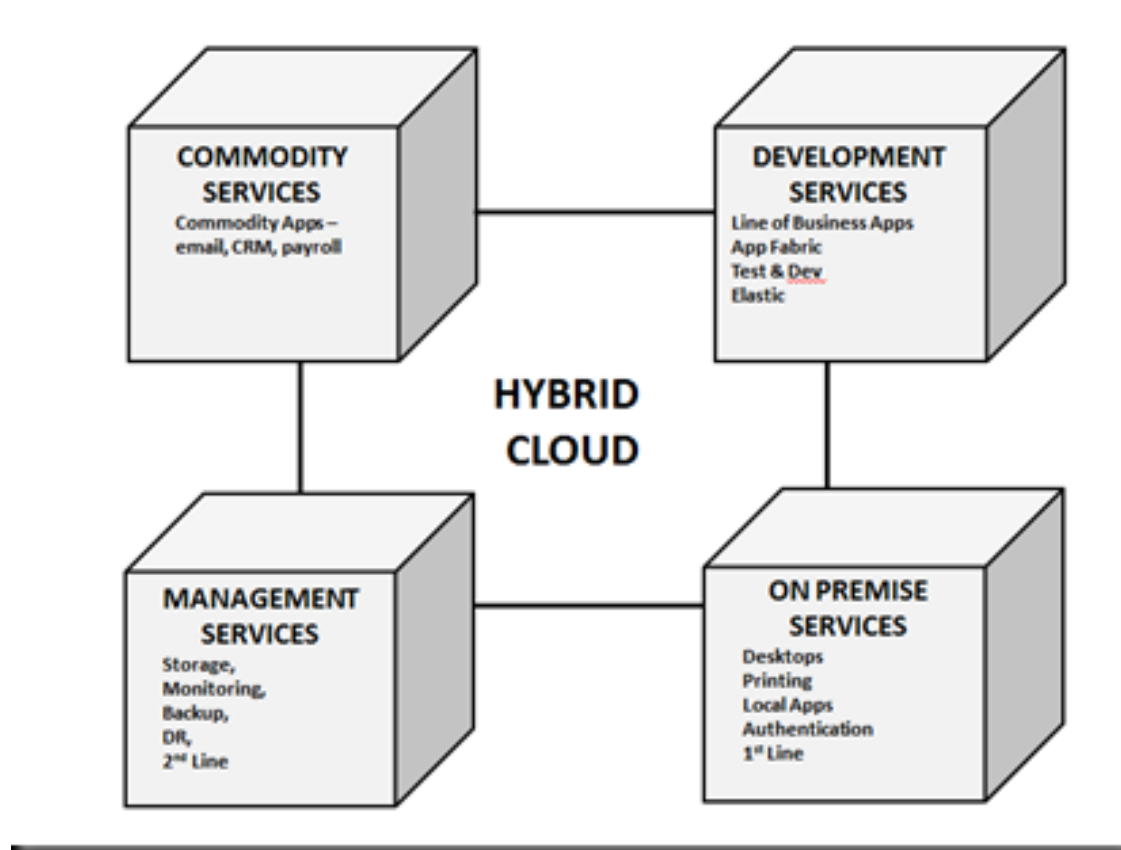 COMMODITY
SERVICES
Commodity Apps –
email, CRM, payroll
DEVELOPMENT
SERVICES
Line of Business Apps
App Fabric
Test & Dev
Elastic
HYBRID
CLOUD
MANAGEMENT
SERVICES
Storage,
Monitoring,
Backup,
DR,
2nd Line
ON PREMISE
SERVICES
Desktops
Printing
Local Apps
Authentication
1st Line